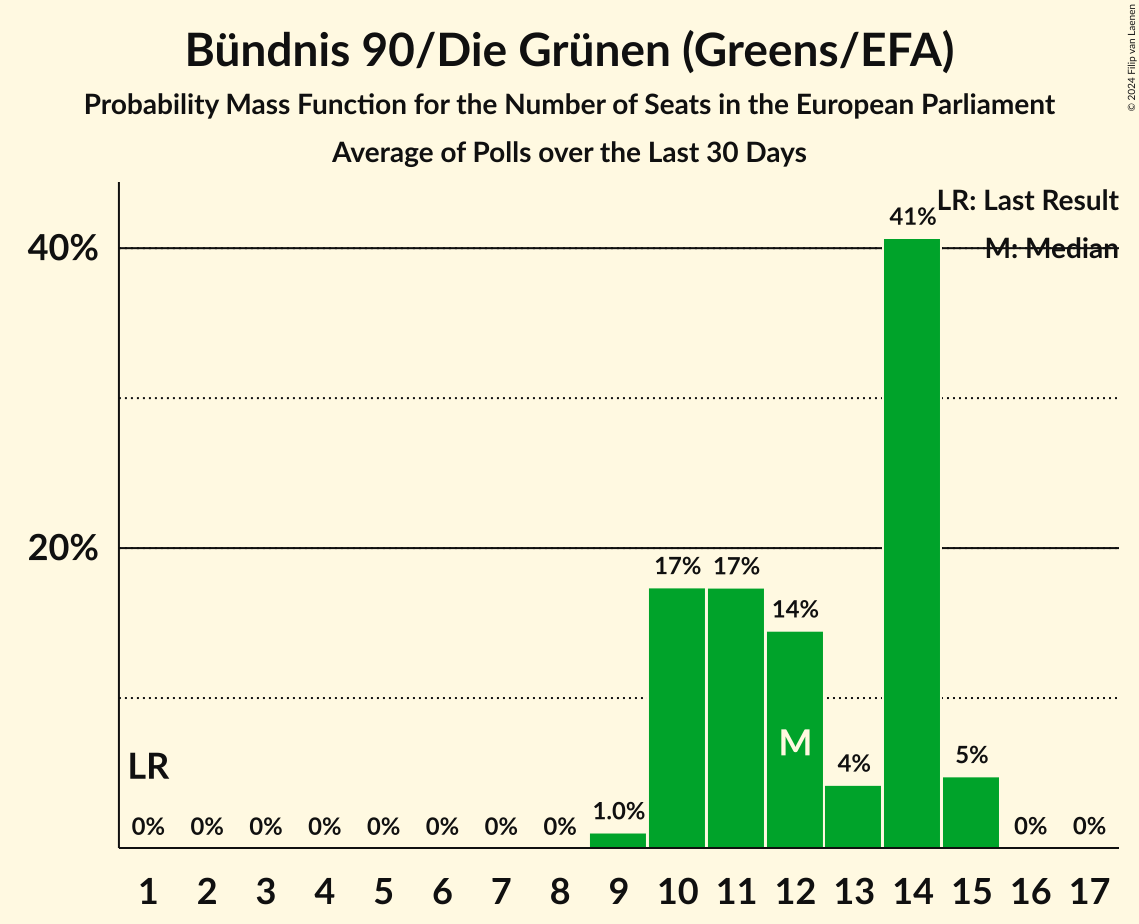 Bündnis 90/Die Grünen (Greens/EFA)
Probability Mass Function for the Number of Seats in the European Parliament
Average of Polls over the Last 30 Days
© 2024 Filip van Laenen
LR: Last Result
M: Median
41%
40%
20%
17% 17%
14%
M
LR
4% 5%
1.0%
0% 0% 0% 0% 0% 0% 0% 0% 0% 0%
1 2 3 4 5 6 7 8 9 10 11 12 13 14 15 16 17